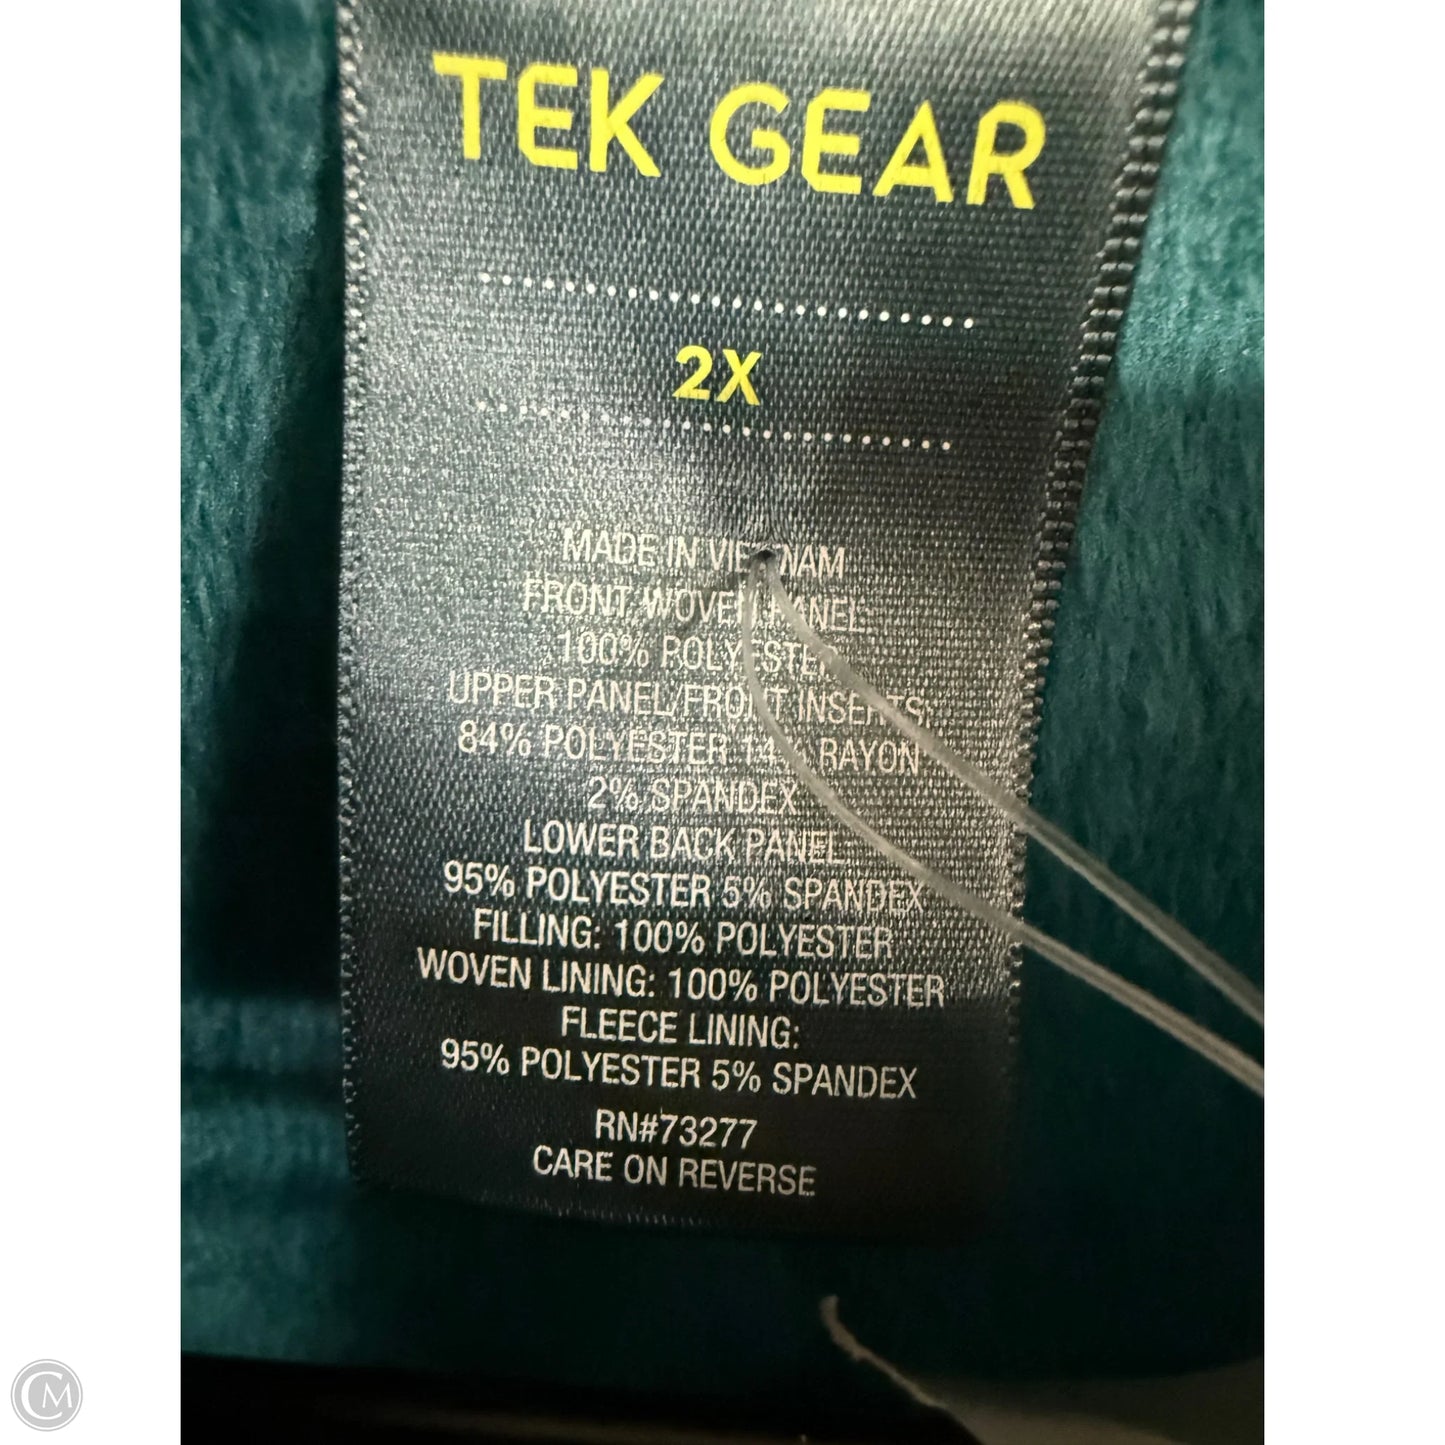 TEK GEAR
2X
MADE IN VIETNAM
FRONT WOVEN PANEL:
100% POLYESTER
UPPER PANEL/FRONT INSERTS:
84% POLYESTER 14% RAYON
2% SPANDEX
LOWER BACK PANEL:
95% POLYESTER 5% SPANDEX
FILLING: 100% POLYESTER
WOVEN LINING: 100% POLYESTER
FLEECE LINING:
95% POLYESTER 5% SPANDEX
RN#73277
CARE ON REVERSE
CM